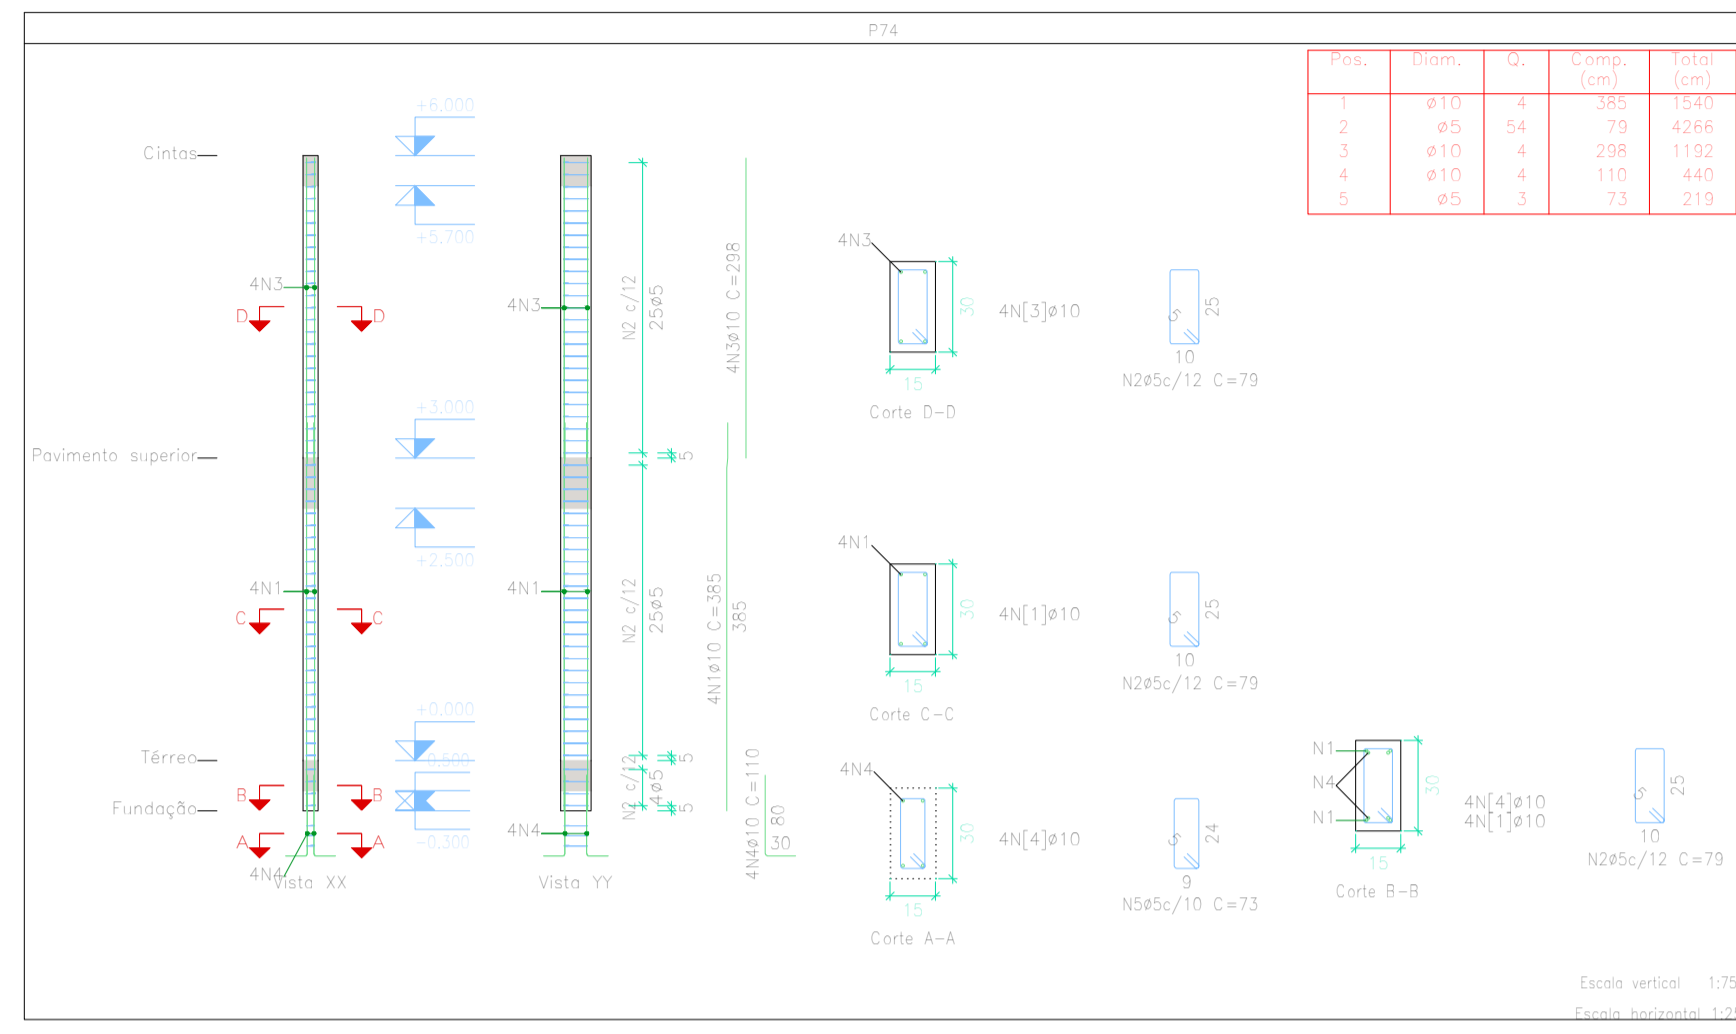 P74
Pos. Diam. Q. Comp. (cm) Total (cm)
1 ø10 4 385 1540
2 ø5 54 79 4266
3 ø10 4 298 1192
4 ø10 4 110 440
5 ø5 3 73 219
Cintas
+6.000
+5.700
4N3
D D
4N3
N2 c/12
25ø5
4N3ø10 C=298
4N3
30
15
Corte D-D
4N[3]ø10
5
25
10
N2ø5c/12 C=79
Pavimento superior
+3.000
+2.500
5
4N1
C C
4N1
N2 c/12
25ø5
4N1ø10 C=385
385
4N1
30
15
Corte C-C
4N[1]ø10
5
25
10
N2ø5c/12 C=79
Térreo
+0.000
5
Fundação
B B
-0.300
N2 c/12
4ø5
5
A A
4N4
4N4
4N4ø10 C=110
80
30
Vista XX
Vista YY
4N4
30
15
Corte A-A
4N[4]ø10
5
24
9
N5ø5c/10 C=73
N1
N4
N1
30
15
Corte B-B
4N[4]ø10
4N[1]ø10
5
25
10
N2ø5c/12 C=79
Escala vertical 1:75
Escala horizontal